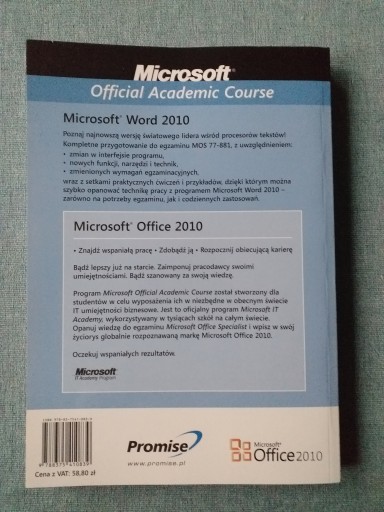 Microsoft®
Official Academic Course
Microsoft® Word 2010
Poznaj najnowszą wersję światowego lidera wśród procesorów tekstów!
Kompletne przygotowanie do egzaminu MOS 77-881, z uwzględnieniem:
• zmian w interfejsie programu,
• nowych funkcji, narzędzi i technik,
• zmienionych wymagań egzaminacyjnych,
wraz z setkami praktycznych ćwiczeń i przykładów, dzięki którym można
szybko opanować technikę pracy z programem Microsoft Word 2010 –
zarówno na potrzeby egzaminu, jak i codziennych zastosowań.
Microsoft® Office 2010
• Znajdź wspaniałą pracę • Zdobądź ją • Rozpocznij obiecującą karierę
Bądź lepszy już na starcie. Zaimponuj pracodawcy swoimi
umiejętnościami. Bądź szanowany za swoją wiedzę.
Program Microsoft Official Academic Course został stworzony dla
studentów w celu wyposażenia ich w niezbędne w obecnym świecie
IT umiejętności biznesowe. Jest to oficjalny program Microsoft IT
Academy, wykorzystywany w tysiącach szkół na całym świecie.
Opanuj wiedzę do egzaminu Microsoft Office Specialist i wpisz w swój
życiorys globalnie rozpoznawaną markę Microsoft Office 2010.
Oczekuj wspaniałych rezultatów.
Microsoft
IT Academy Program
9 788375 410839
Cena z VAT: 58,80 zł
Promise
www.promise.pl
Microsoft®
Office 2010